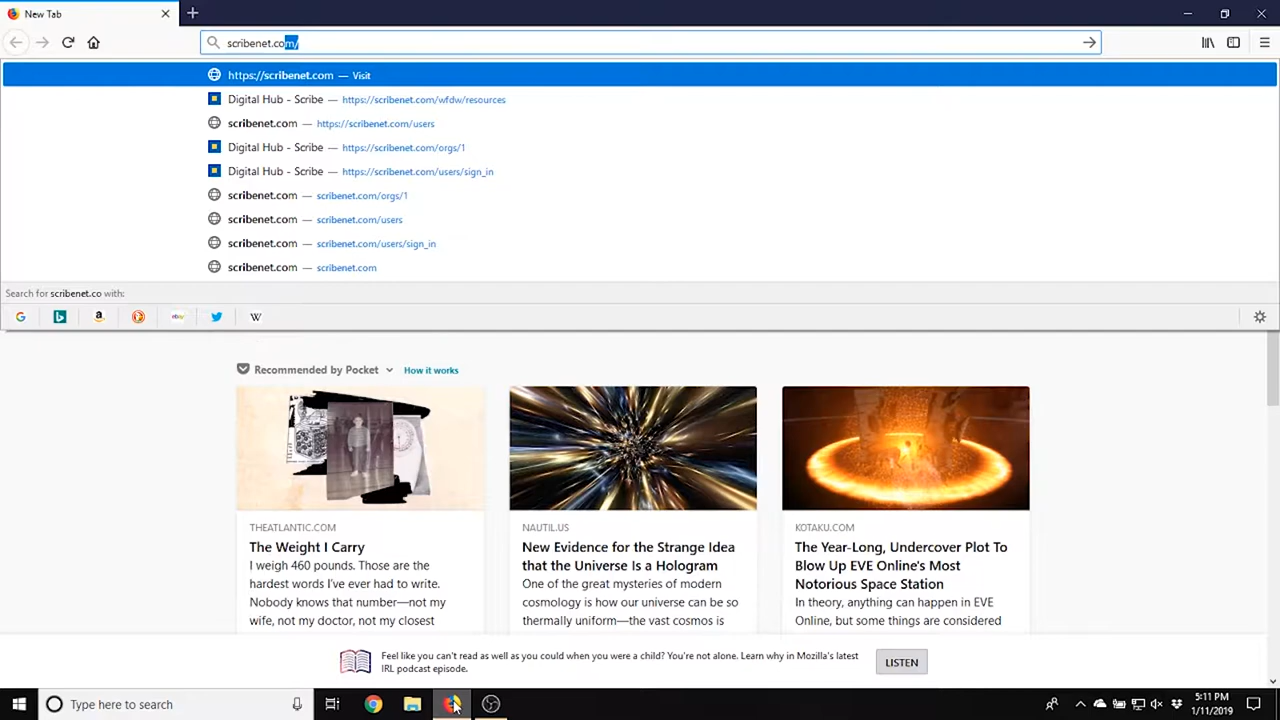 New Tab
scribenet.com/
https://scribenet.com — Visit
Digital Hub - Scribe — https://scribenet.com/wfdw/resources
scribenet.com — https://scribenet.com/users
Digital Hub - Scribe — https://scribenet.com/orgs/1
Digital Hub - Scribe — https://scribenet.com/users/sign_in
scribenet.com — scribenet.com/orgs/1
scribenet.com — scribenet.com/users
scribenet.com — scribenet.com/users/sign_in
scribenet.com — scribenet.com
Search for scribenet.co with:
G b a ebay W
Recommended by Pocket How it works
THEATLANTIC.COM
The Weight I Carry
I weigh 460 pounds. Those are the
hardest words I've ever had to write.
Nobody knows that number—not my
wife, not my doctor, not my closest
NAUTIL.US
New Evidence for the Strange Idea
that the Universe Is a Hologram
One of the great mysteries of modern
cosmology is how our universe can be so
thermally uniform—the vast cosmos is
KOTAKU.COM
The Year-Long, Undercover Plot To
Blow Up EVE Online's Most
Notorious Space Station
In theory, anything can happen in EVE
Online, but some things are considered
Feel like you can't read as well as you could when you were a child? You're not alone. Learn why in Mozilla's latest
IRL podcast episode.
LISTEN
Type here to search
5:11 PM
1/11/2019